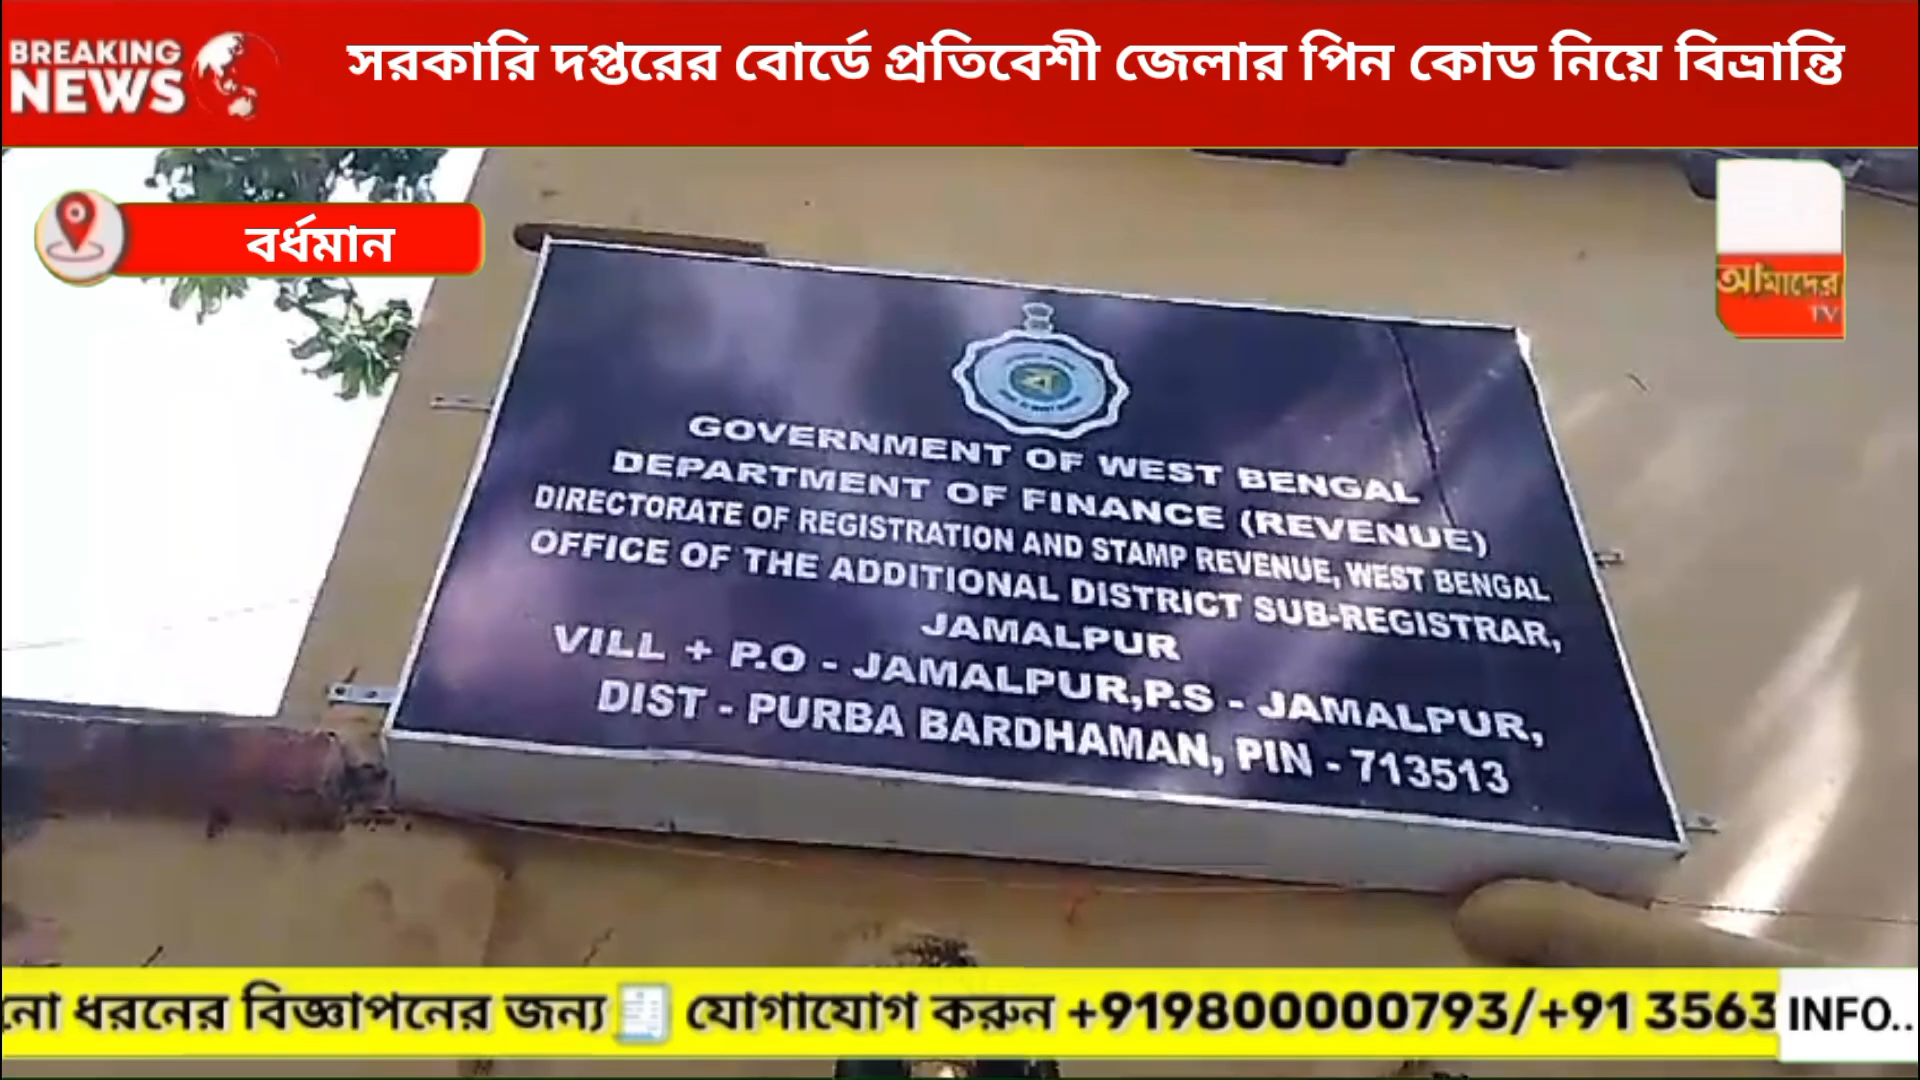 BREAKING
NEWS
সরকারি দপ্তরের বোর্ডে প্রতিবেশী জেলার পিন কোড নিয়ে বিভ্রান্তি
বর্ধমান
আমাদের
TV
GOVERNMENT OF WEST BENGAL
DEPARTMENT OF FINANCE (REVENUE)
DIRECTORATE OF REGISTRATION AND STAMP REVENUE, WEST BENGAL
OFFICE OF THE ADDITIONAL DISTRICT SUB-REGISTRAR,
JAMALPUR
VILL + P.O - JAMALPUR,P.S - JAMALPUR,
DIST - PURBA BARDHAMAN, PIN - 713513
নো ধরনের বিজ্ঞাপনের জন্য যোগাযোগ করুন +919800000793/+91 3563
INFO..